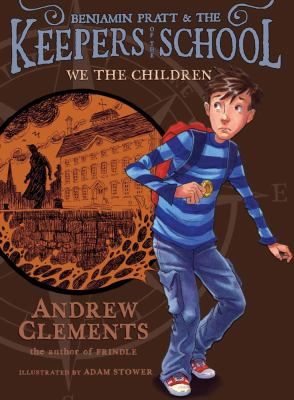 BENJAMIN PRATT & THE
KEEPERS OF THE SCHOOL
WE THE CHILDREN
E
ANDREW
CLEMENTS
the author of FRINDLE
ILLUSTRATED BY ADAM STOWER
S